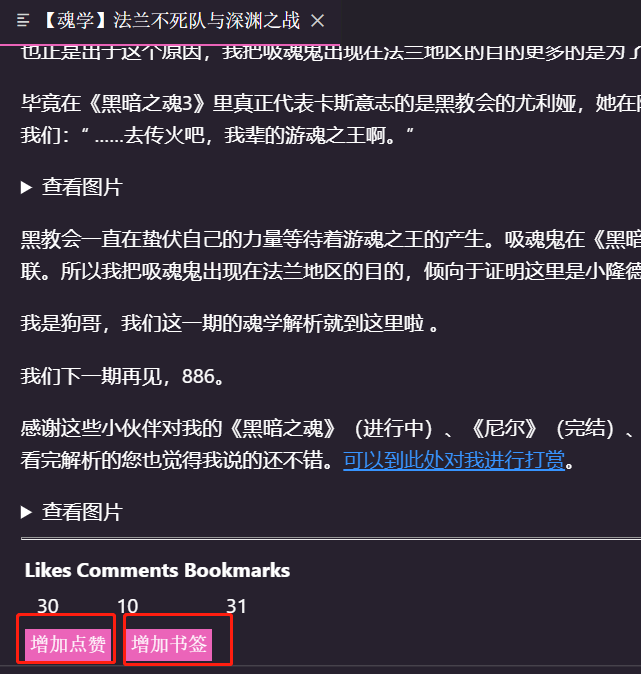 【魂学】法兰不死队与深渊之战
也正是出于这个原因，我把吸魂鬼出现在法兰地区的目的更多的是为了
毕竟在《黑暗之魂3》里真正代表卡斯意志的是黑教会的尤利娅，她在
我们：“ ......去传火吧，我辈的游魂之王啊。”
查看图片
黑教会一直在蛰伏自己的力量等待着游魂之王的产生。吸魂鬼在《黑暗
联。所以我把吸魂鬼出现在法兰地区的目的，倾向于证明这里是小隆德
我是狗哥，我们这一期的魂学解析就到这里啦 。
我们下一期再见，886。
感谢这些小伙伴对我的《黑暗之魂》（进行中）、《尼尔》（完结）、
看完解析的您也觉得我说的还不错。可以到此处对我进行打赏。
查看图片
Likes Comments Bookmarks
30 10 31
增加点赞 增加书签